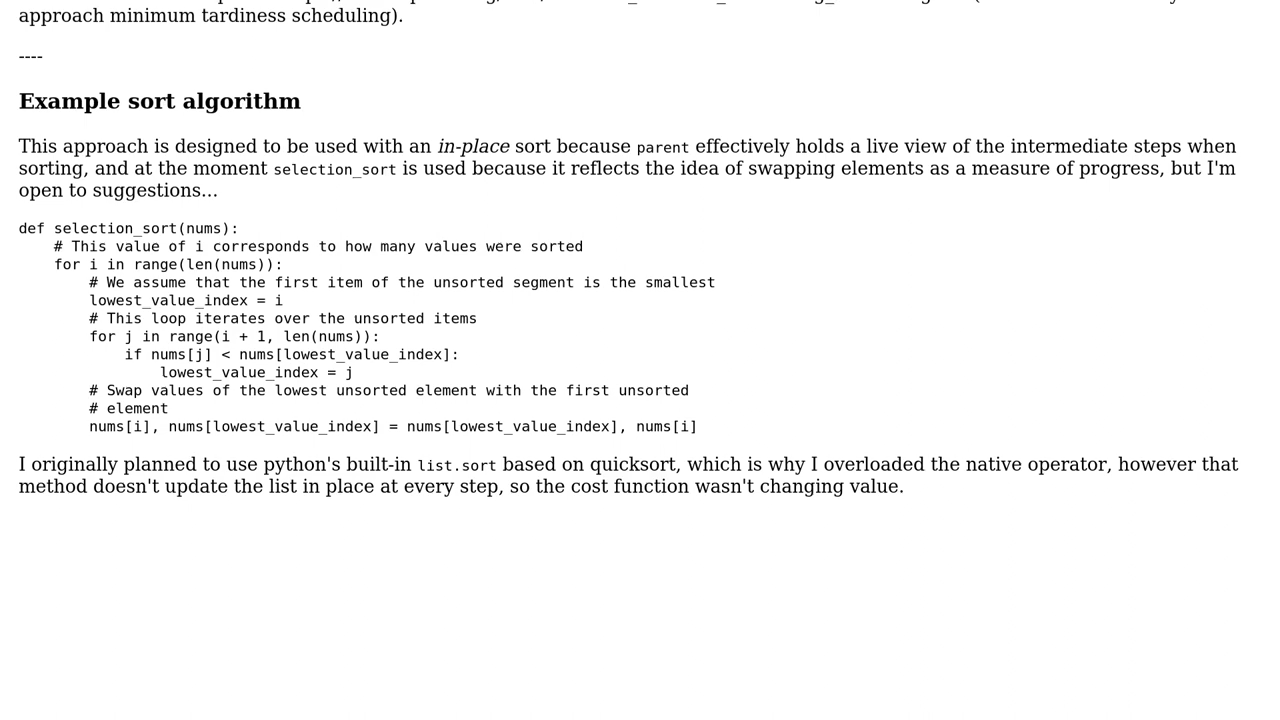 approach minimum tardiness scheduling).
----
Example sort algorithm
This approach is designed to be used with an in-place sort because parent effectively holds a live view of the intermediate steps when
sorting, and at the moment selection_sort is used because it reflects the idea of swapping elements as a measure of progress, but I'm
open to suggestions...
def selection_sort(nums):
    # This value of i corresponds to how many values were sorted
    for i in range(len(nums)):
        # We assume that the first item of the unsorted segment is the smallest
        lowest_value_index = i
        # This loop iterates over the unsorted items
        for j in range(i + 1, len(nums)):
            if nums[j] < nums[lowest_value_index]:
                lowest_value_index = j
        # Swap values of the lowest unsorted element with the first unsorted
        # element
        nums[i], nums[lowest_value_index] = nums[lowest_value_index], nums[i]
I originally planned to use python's built-in list.sort based on quicksort, which is why I overloaded the native operator, however that
method doesn't update the list in place at every step, so the cost function wasn't changing value.